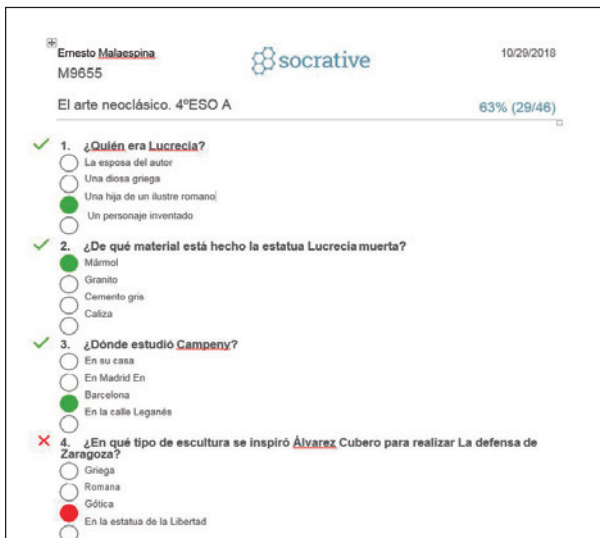 Ernesto Malaespina
socrative
10/29/2018
M9655
El arte neoclásico. 4ºESO A
63% (29/46)
1. ¿Quién era Lucrecia?
La esposa del autor
Una diosa griega
Una hija de un ilustre romano
Un personaje inventado
2. ¿De qué material está hecho la estatua Lucrecia muerta?
Mármol
Granito
Cemento gris
Caliza
3. ¿Dónde estudió Campeny?
En su casa
En Madrid En
Barcelona
En la calle Leganés
4. ¿En qué tipo de escultura se inspiró Álvarez Cubero para realizar La defensa de
Zaragoza?
Griega
Romana
Gótica
En la estatua de la Libertad